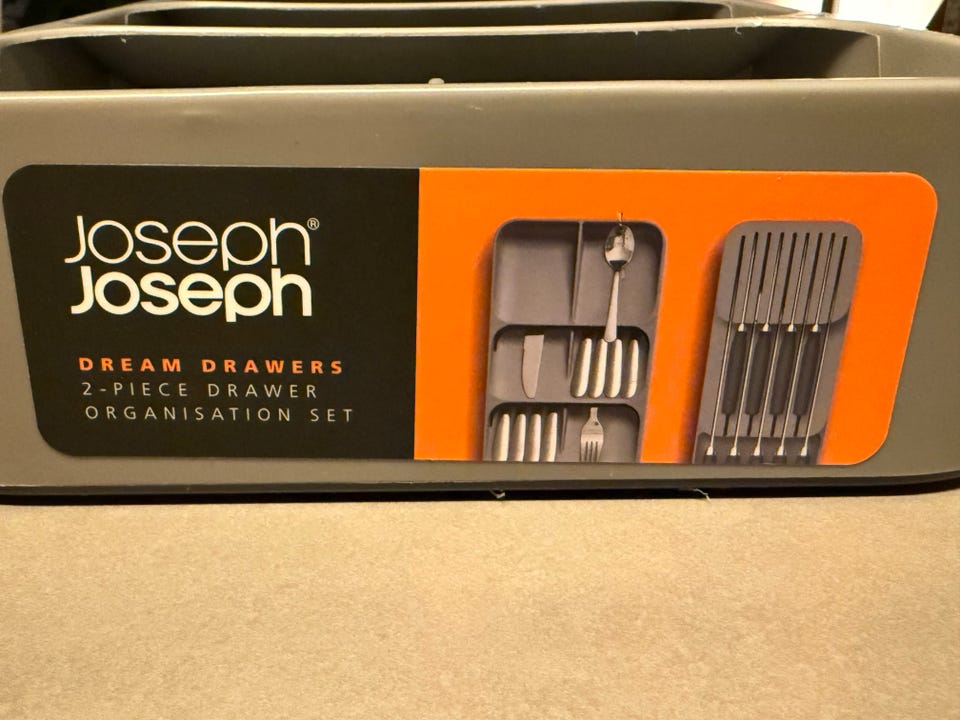 Joseph®
Joseph
DREAM DRAWERS
2-PIECE DRAWER
ORGANISATION SET